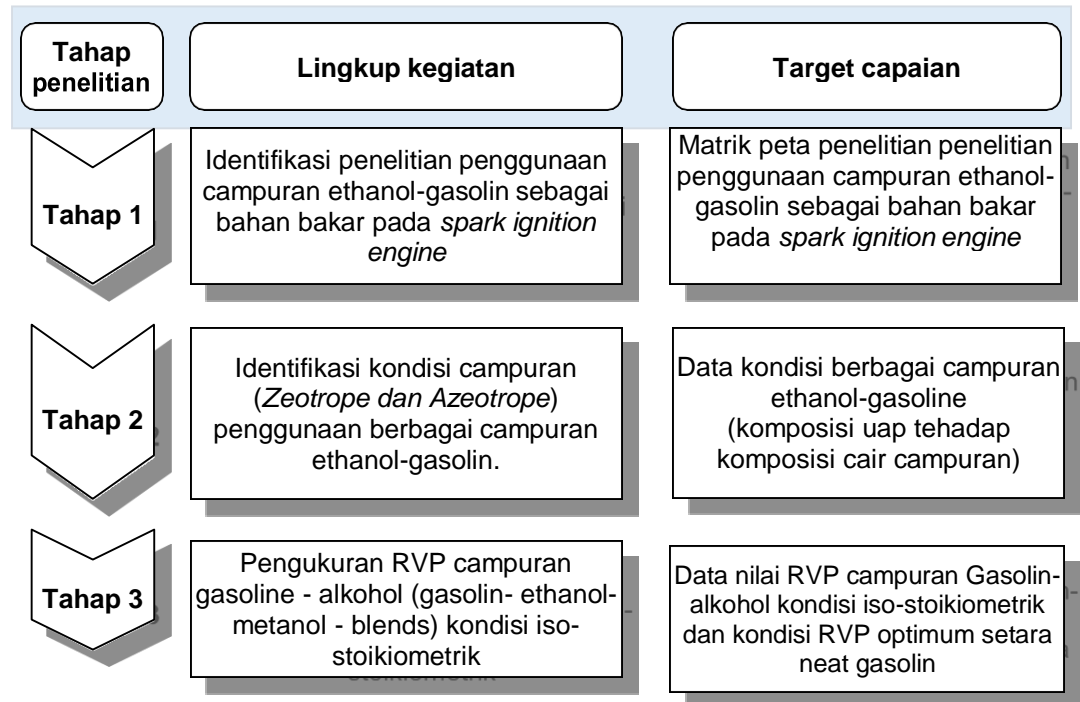 Tahap
penelitian
Lingkup kegiatan
Target capaian
Tahap 1
Identifikasi penelitian penggunaan
campuran ethanol-gasolin sebagai
bahan bakar pada spark ignition
engine
Matrik peta penelitian penelitian
penggunaan campuran ethanol-
gasolin sebagai bahan bakar
pada spark ignition engine
Tahap 2
Identifikasi kondisi campuran
(Zeotrope dan Azeotrope)
penggunaan berbagai campuran
ethanol-gasolin.
Data kondisi berbagai campuran
ethanol-gasoline
(komposisi uap tehadap
komposisi cair campuran)
Tahap 3
Pengukuran RVP campuran
gasoline - alkohol (gasolin- ethanol-
metanol - blends) kondisi iso-
stoikiometrik
Data nilai RVP campuran Gasolin-
alkohol kondisi iso-stoikiometrik
dan kondisi RVP optimum setara
neat gasolin